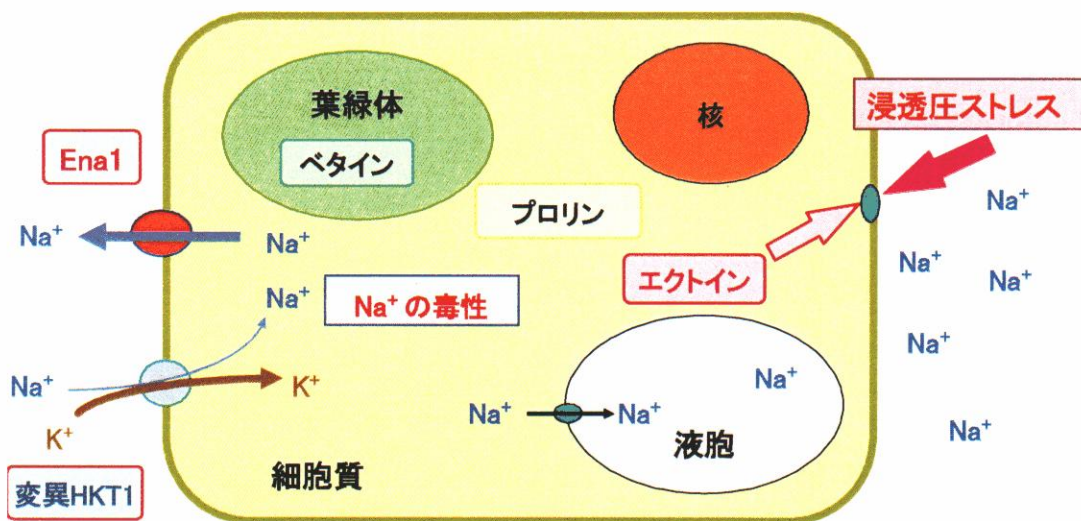 葉緑体
ベタイン
核
浸透圧ストレス
Ena1
プロリン
Na⁺
Na⁺
Na⁺
Na⁺
Na⁺
エクトイン
Na⁺
Na⁺ の毒性
Na⁺
Na⁺
K⁺
K⁺
Na⁺
Na⁺
Na⁺
Na⁺
液胞
細胞質
変異HKT1